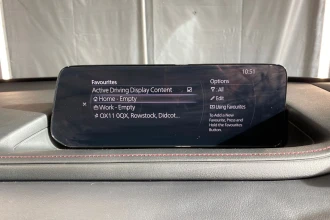 10:51
Favourites
Active Driving Display Content
Home - Empty
Work - Empty
OX11 0QX, Rowstock, Didcot...
Options
All
Edit
Using Favourites
To Add a New
Favourite, Press and
Hold the Favourites
Button.